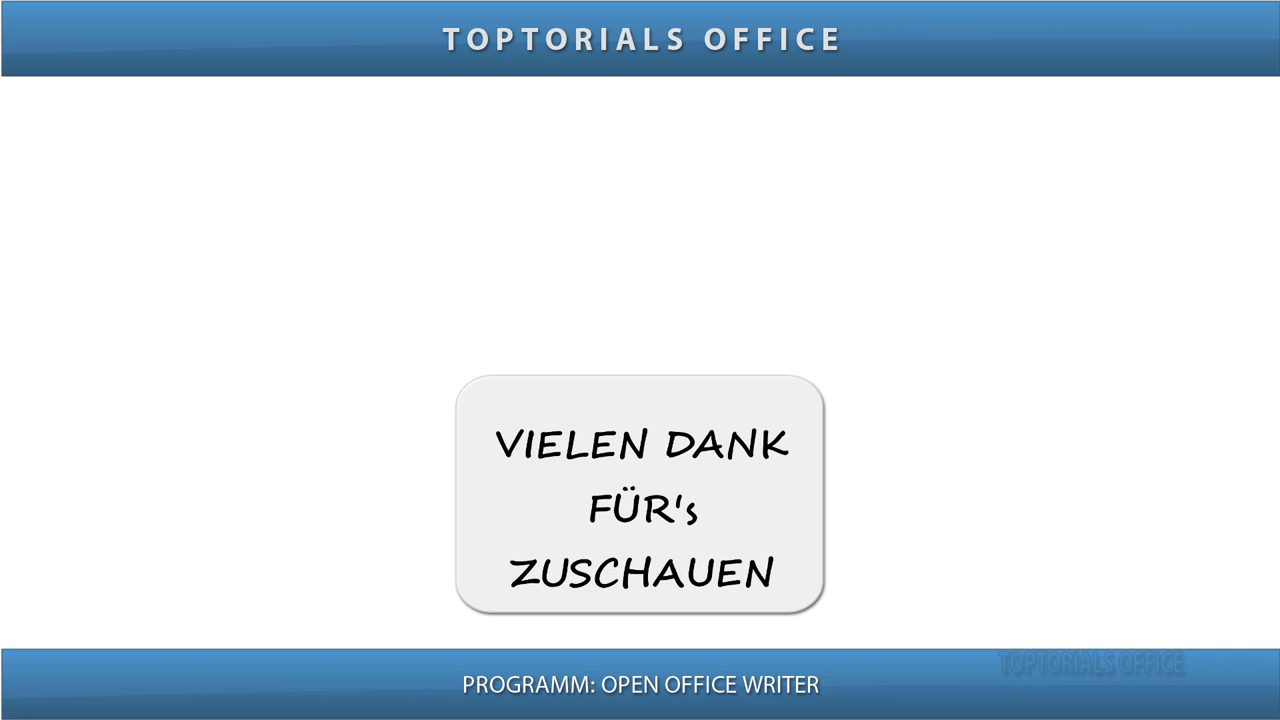 TOPTORIALS OFFICE
VIELEN DANK
FÜR's
ZUSCHAUEN
TOPTORIALS OFFICE
PROGRAMM: OPEN OFFICE WRITER